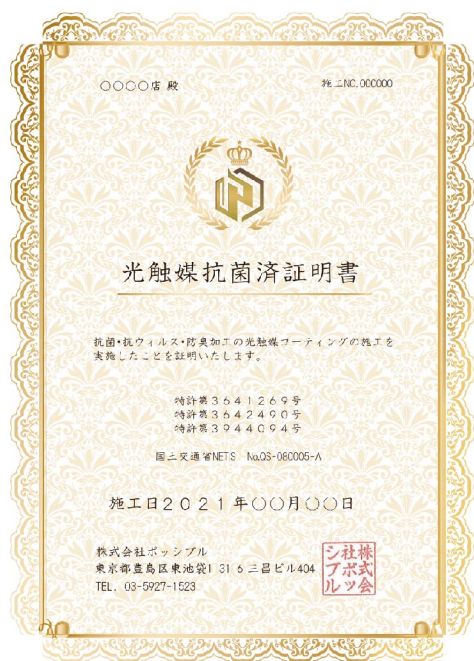 〇〇〇〇店 殿
施工NO.000000
光触媒抗菌済証明書
抗菌・抗ウィルス・防臭加工の光触媒コーティングの施工を
実施したことを証明いたします。
特許第3641269号
特許第3642490号
特許第3944094号
国土交通省NETIS No.QS-080005-A
施工日2021年〇〇月〇〇日
株式会社ポッシブル
東京都豊島区東池袋1 31 6 三昌ビル404
TEL. 03-5927-1523
株式会
社ポッ
シブル